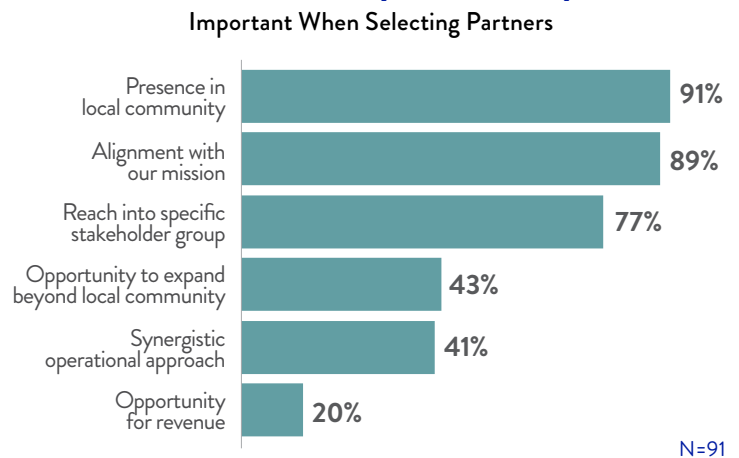 Important When Selecting Partners
Presence in
local community
91%
Alignment with
our mission
89%
Reach into specific
stakeholder group
77%
Opportunity to expand
beyond local community
43%
Synergistic
operational approach
41%
Opportunity
for revenue
20%
N=91